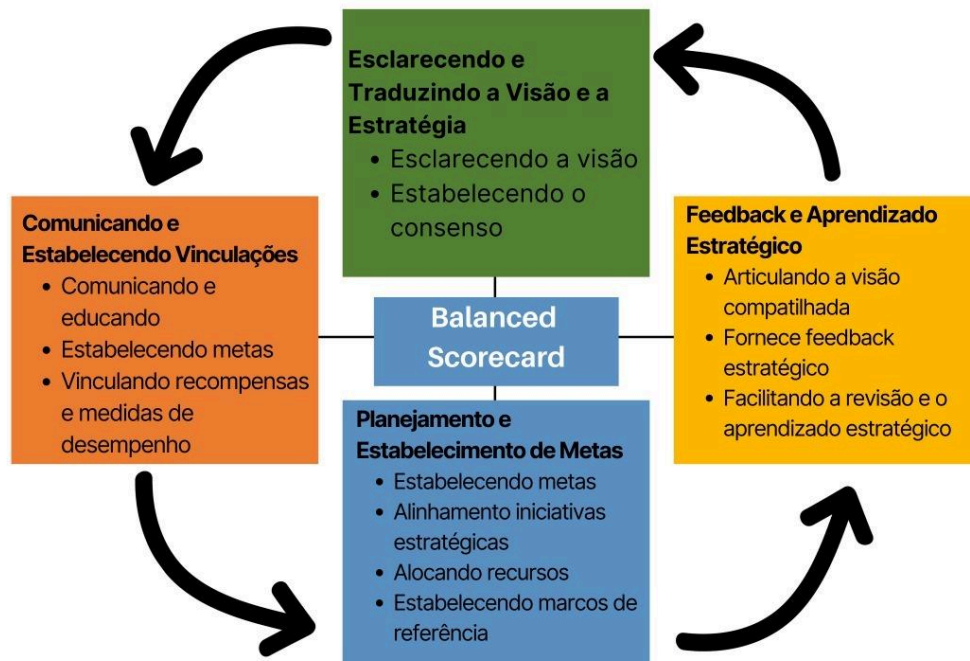 Esclarecendo e
Traduzindo a Visão e a
Estratégia
• Esclarecendo a visão
• Estabelecendo o
consenso
Comunicando e
Estabelecendo Vinculações
• Comunicando e
educando
• Estabelecendo metas
• Vinculando recompensas
e medidas de
desempenho
Balanced
Scorecard
Feedback e Aprendizado
Estratégico
• Articulando a visão
compatilhada
• Fornece feedback
estratégico
• Facilitando a revisão e o
aprendizado estratégico
Planejamento e
Estabelecimento de Metas
• Estabelecendo metas
• Alinhamento iniciativas
estratégicas
• Alocando recursos
• Estabelecendo marcos de
referência